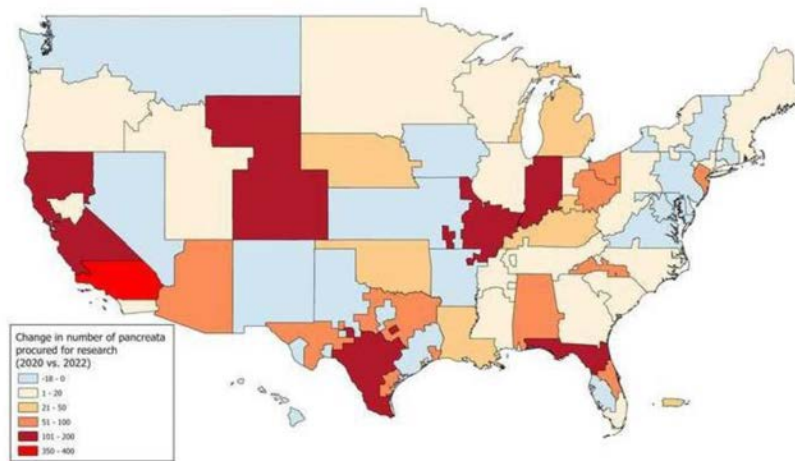 Change in number of pancreata
procured for research
(2020 vs. 2022)
-18 - 0
1 - 20
21 - 50
51 - 100
101 - 200
350 - 400